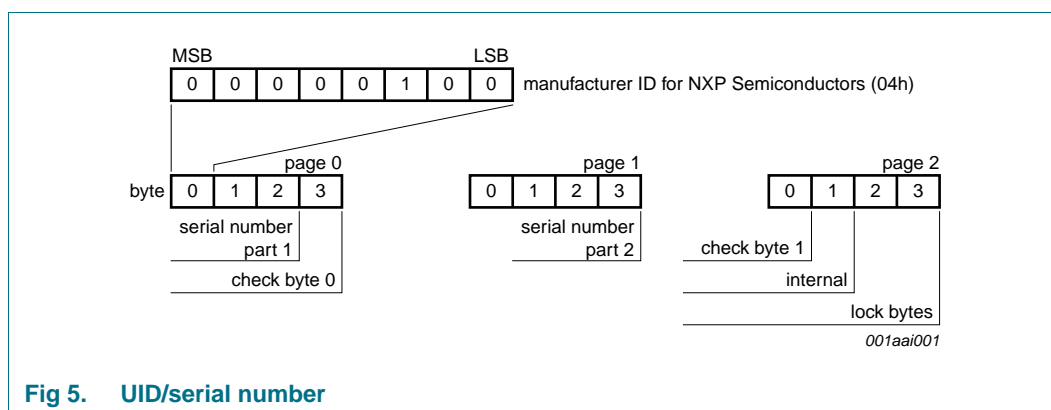 MSB LSB
0 0 0 0 0 1 0 0 manufacturer ID for NXP Semiconductors (04h)
page 0 page 1 page 2
byte 0 1 2 3 0 1 2 3 0 1 2 3
serial number serial number
part 1 part 2 check byte 1
check byte 0 internal
lock bytes
001aai001
Fig 5. UID/serial number